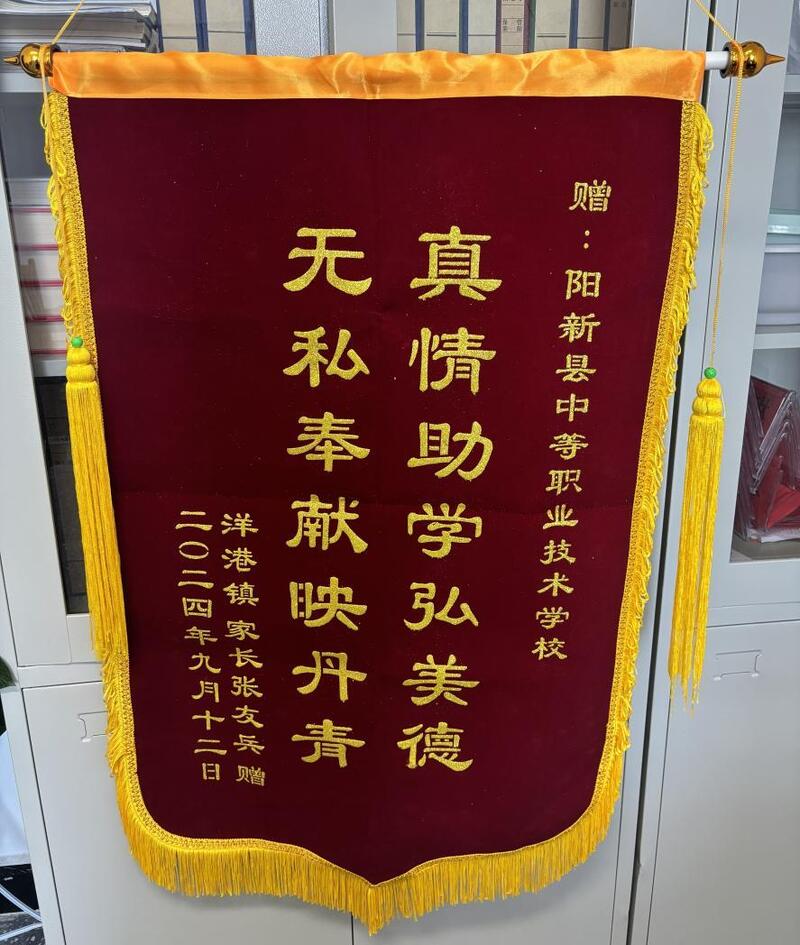 赠：阳新县中等职业技术学校
真情助学弘美德
无私奉献映丹青
洋港镇 家长张友兵 赠
二〇二四年九月十二日